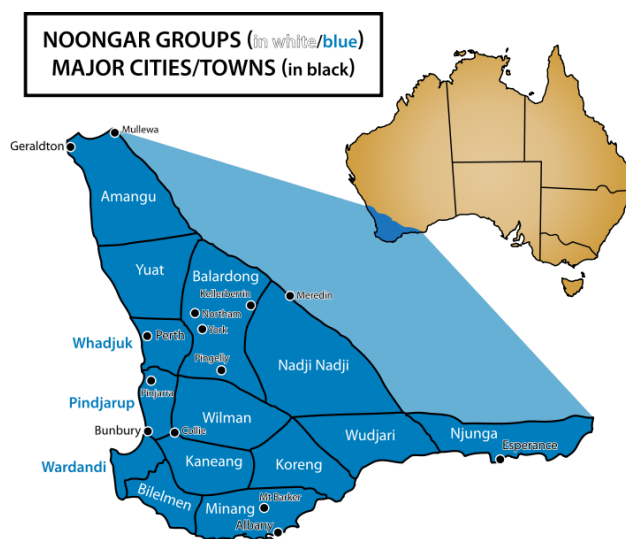 NOONGAR GROUPS (in white/blue)
MAJOR CITIES/TOWNS (in black)
Mullewa
Geraldton
Amangu
Yuat
Balardong
Kellerberrin
Meredin
Northam
York
Whadjuk
Perth
Pingelly
Nadji Nadji
Pinjarra
Pindjarup
Wilman
Bunbury
Collie
Wudjari
Njunga
Esperance
Wardandi
Kaneang
Koreng
Bilelmen
Minang
Mt Barker
Albany